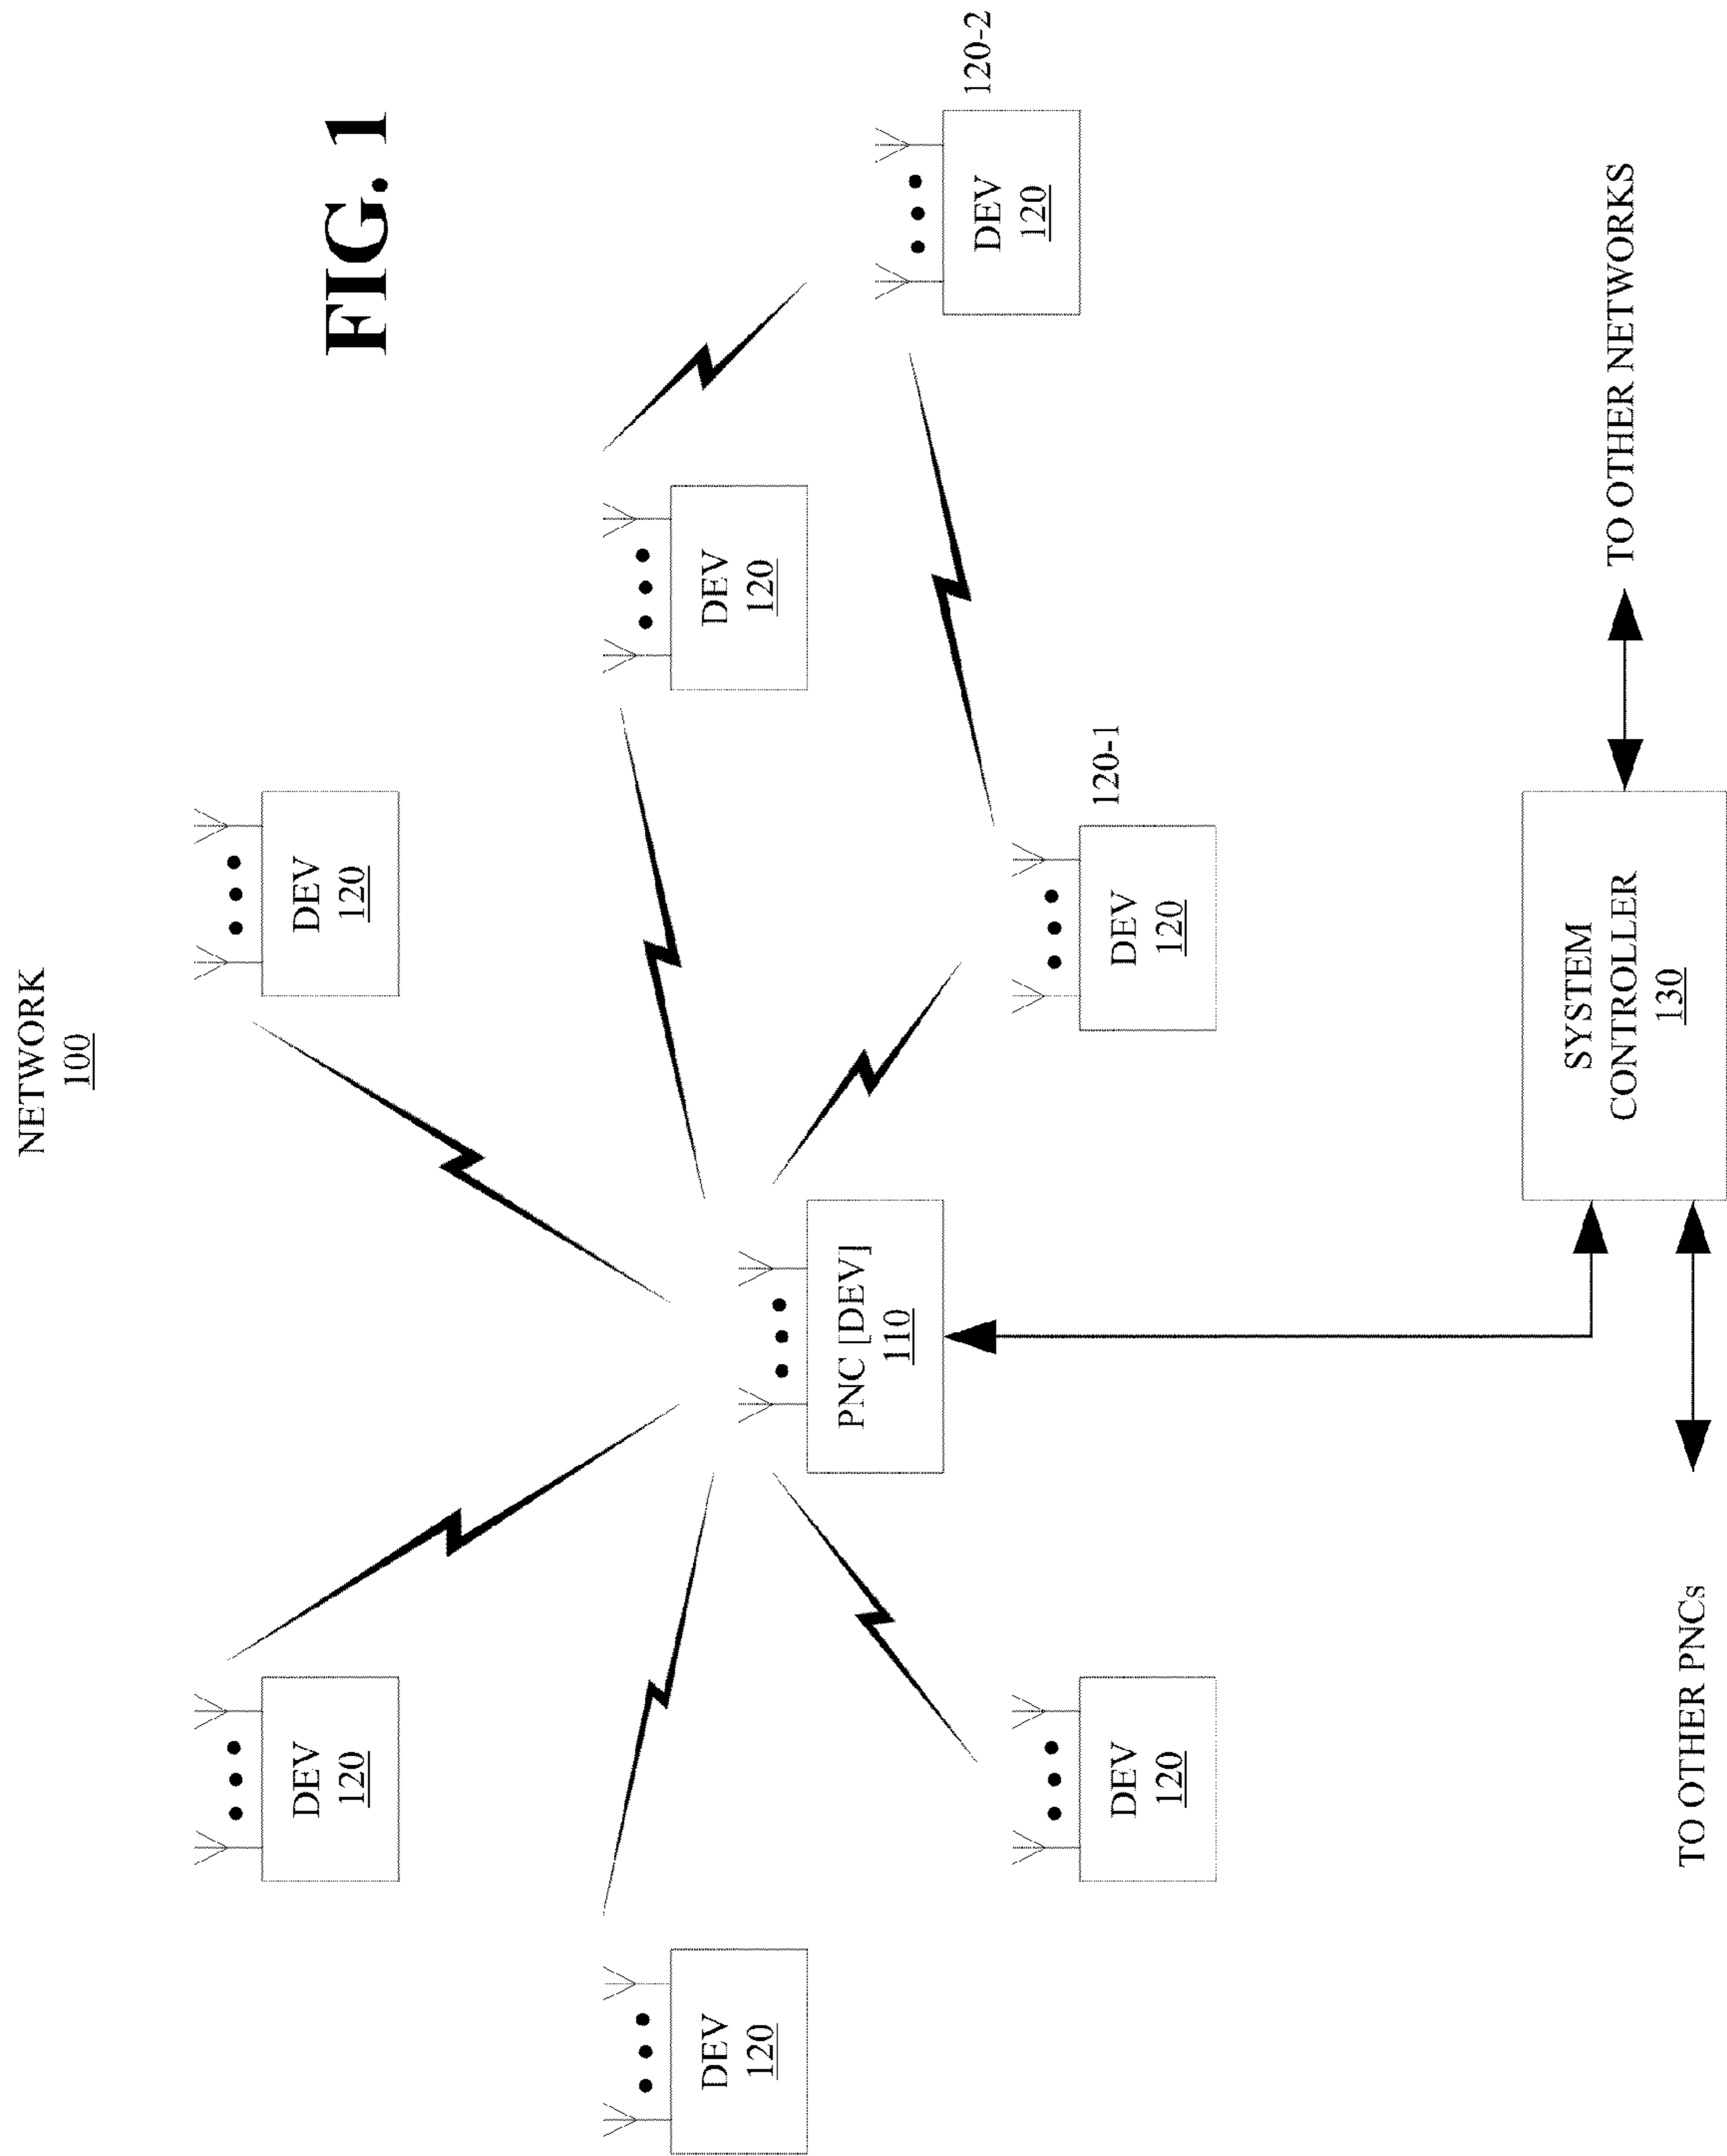 NETWORK
100
DEV
120
DEV
120
DEV
120
DEV
120
PNC [DEV]
110
DEV
120
120-2
DEV
120
DEV
120
120-1
SYSTEM
CONTROLLER
130
TO OTHER PNCs
TO OTHER NETWORKS
FIG. 1